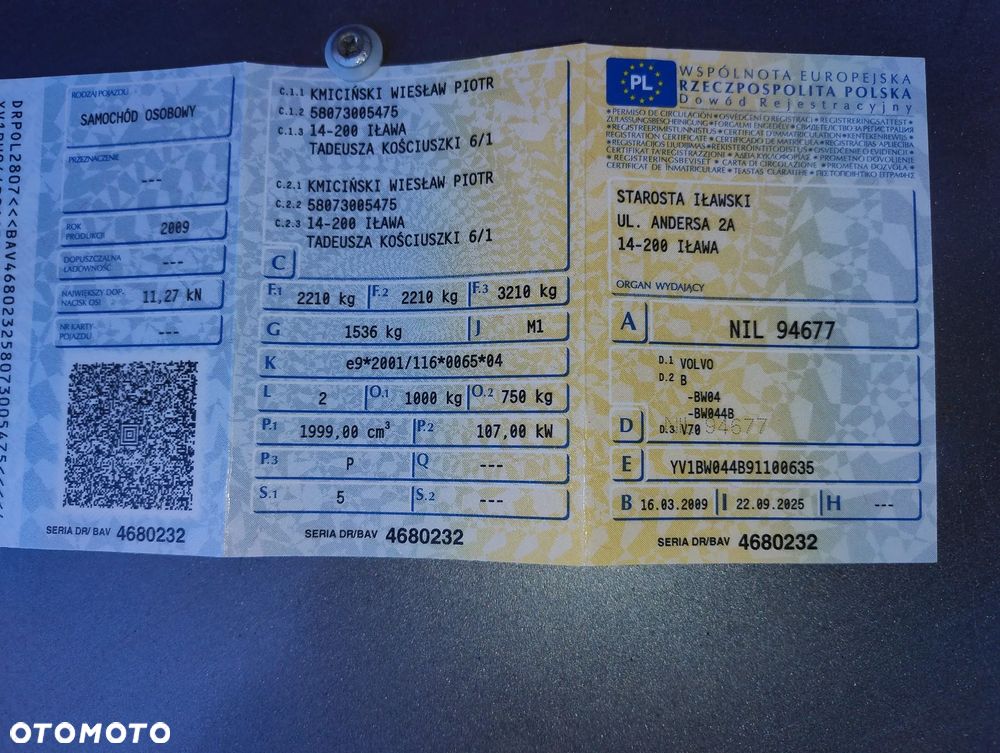 DRPOL2807<<<BAV4680232580730054​75<<<<<
RODZAJ POJAZDU
SAMOCHÓD OSOBOWY
PRZEZNACZENIE
---
ROK PRODUKCJI 2009
DOPUSZCZALNA ŁADOWNOŚĆ ---
NAJWIĘKSZY DOP. NACISK OSI 11,27 kN
NR KARTY POJAZDU ---
SERIA DR/BAV 4680232
C.1.1 KMICIŃSKI WIESŁAW PIOTR
C.1.2 58073005475
C.1.3 14-200 IŁAWA
TADEUSZA KOŚCIUSZKI 6/1
C.2.1 KMICIŃSKI WIESŁAW PIOTR
C.2.2 58073005475
C.2.3 14-200 IŁAWA
TADEUSZA KOŚCIUSZKI 6/1
C
F.1 2210 kg F.2 2210 kg F.3 3210 kg
G 1536 kg J M1
K e9*2001/116*0065*04
L 2 O.1 1000 kg O.2 750 kg
P.1 1999,00 cm³ P.2 107,00 kW
P.3 P Q ---
S.1 5 S.2 ---
SERIA DR/BAV 4680232
PL
WSPÓLNOTA EUROPEJSKA
RZECZPOSPOLITA POLSKA
Dowód Rejestracyjny
STAROSTA IŁAWSKI
UL. ANDERSA 2A
14-200 IŁAWA
ORGAN WYDAJĄCY
A NIL 94677
D.1 VOLVO
D.2 B
-BW04
-BW044B
D D.3 V70 NIL 94677
E YV1BW044B91100635
B 16.03.2009 I 22.09.2025 H ---
SERIA DR/BAV 4680232
OTOMOTO